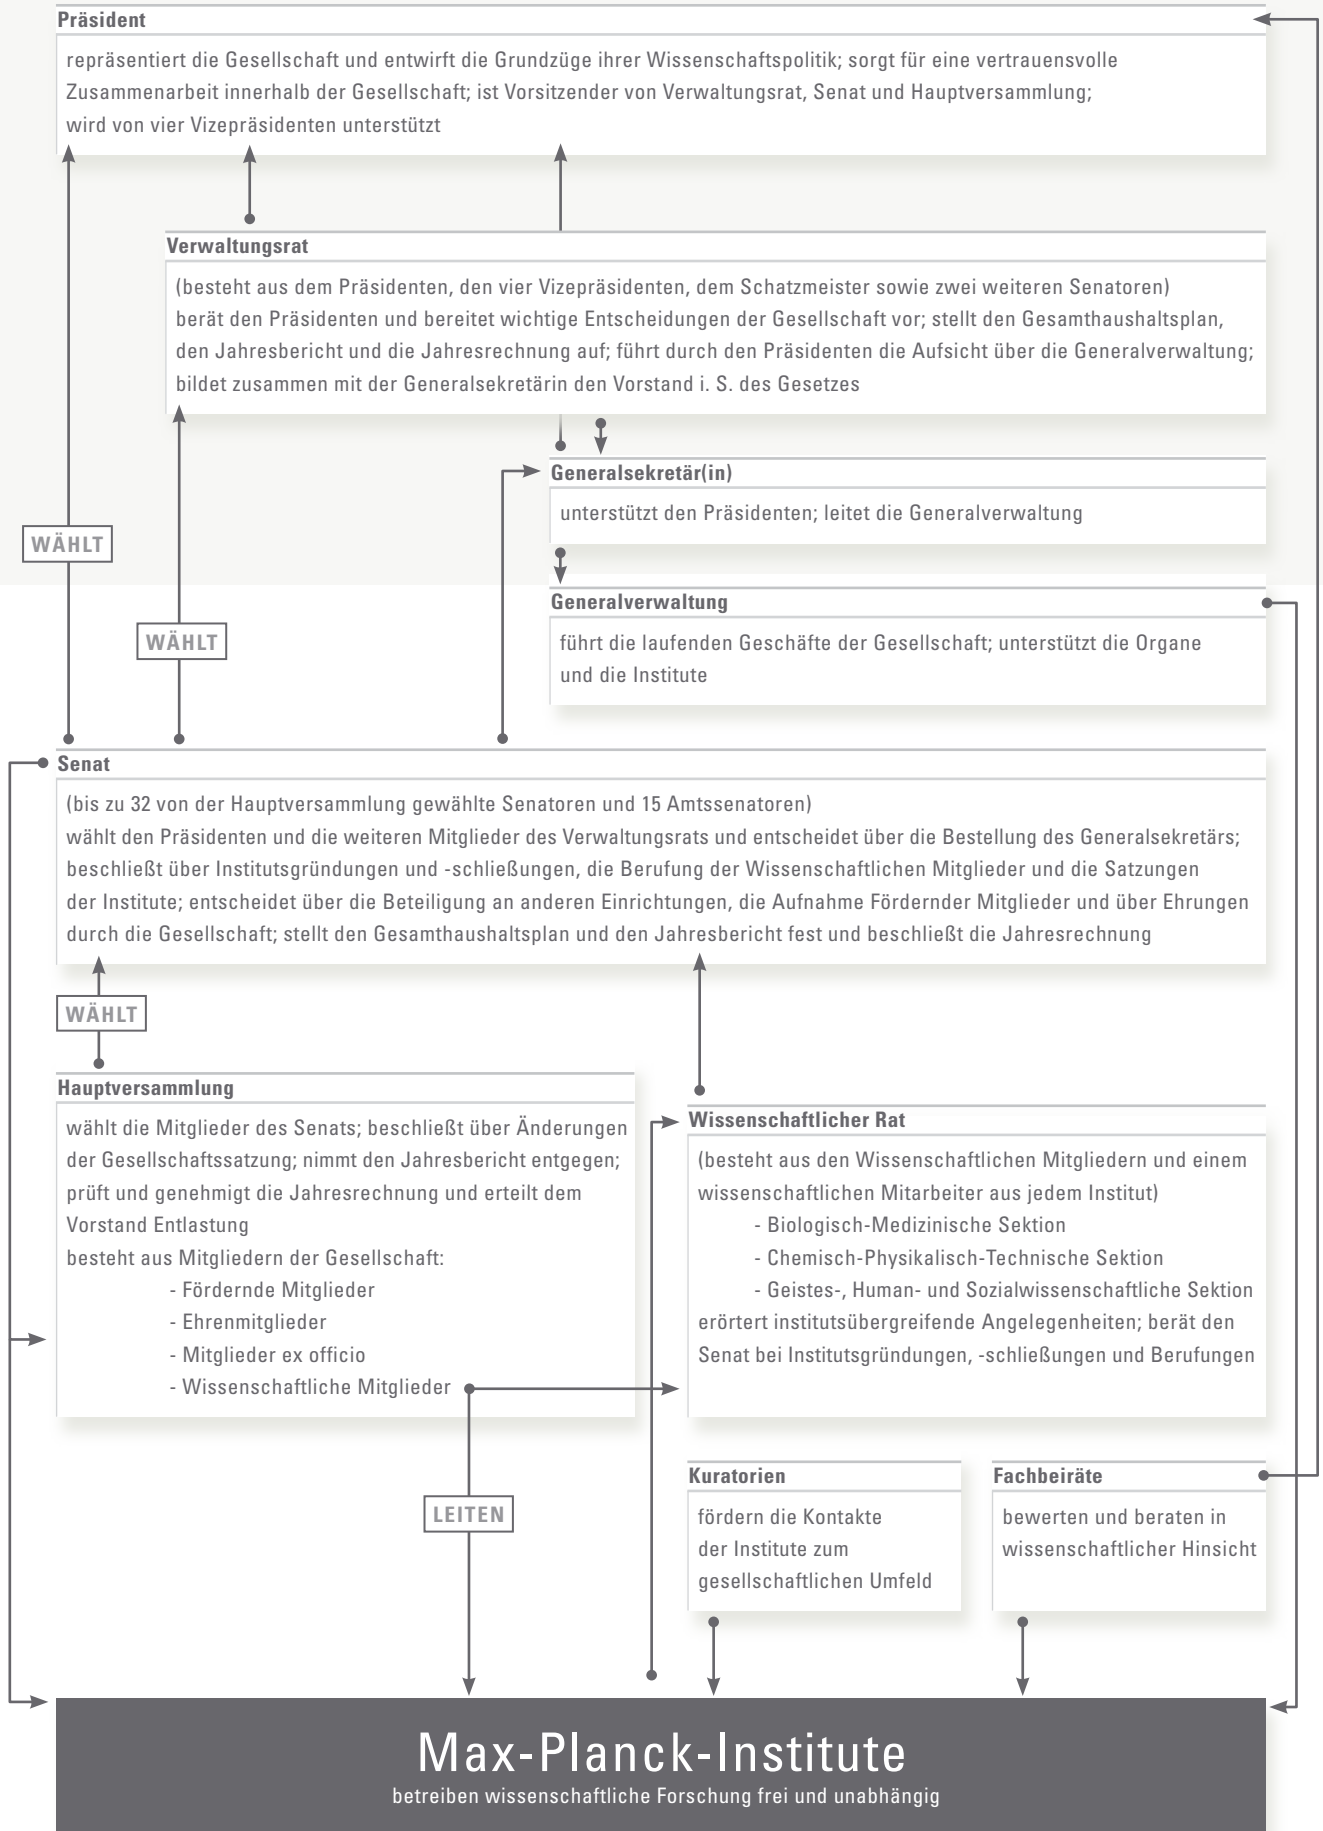 Präsident
repräsentiert die Gesellschaft und entwirft die Grundzüge ihrer Wissenschaftspolitik; sorgt für eine vertrauensvolle
Zusammenarbeit innerhalb der Gesellschaft; ist Vorsitzender von Verwaltungsrat, Senat und Hauptversammlung;
wird von vier Vizepräsidenten unterstützt
Verwaltungsrat
(besteht aus dem Präsidenten, den vier Vizepräsidenten, dem Schatzmeister sowie zwei weiteren Senatoren)
berät den Präsidenten und bereitet wichtige Entscheidungen der Gesellschaft vor; stellt den Gesamthaushaltsplan,
den Jahresbericht und die Jahresrechnung auf; führt durch den Präsidenten die Aufsicht über die Generalverwaltung;
bildet zusammen mit der Generalsekretärin den Vorstand i. S. des Gesetzes
Generalsekretär(in)
unterstützt den Präsidenten; leitet die Generalverwaltung
WÄHLT
Generalverwaltung
führt die laufenden Geschäfte der Gesellschaft; unterstützt die Organe
und die Institute
WÄHLT
Senat
(bis zu 32 von der Hauptversammlung gewählte Senatoren und 15 Amtssenatoren)
wählt den Präsidenten und die weiteren Mitglieder des Verwaltungsrats und entscheidet über die Bestellung des Generalsekretärs;
beschließt über Institutsgründungen und -schließungen, die Berufung der Wissenschaftlichen Mitglieder und die Satzungen
der Institute; entscheidet über die Beteiligung an anderen Einrichtungen, die Aufnahme Fördernder Mitglieder und über Ehrungen
durch die Gesellschaft; stellt den Gesamthaushaltsplan und den Jahresbericht fest und beschließt die Jahresrechnung
WÄHLT
Hauptversammlung
wählt die Mitglieder des Senats; beschließt über Änderungen
der Gesellschaftssatzung; nimmt den Jahresbericht entgegen;
prüft und genehmigt die Jahresrechnung und erteilt dem
Vorstand Entlastung
besteht aus Mitgliedern der Gesellschaft:
- Fördernde Mitglieder
- Ehrenmitglieder
- Mitglieder ex officio
- Wissenschaftliche Mitglieder
Wissenschaftlicher Rat
(besteht aus den Wissenschaftlichen Mitgliedern und einem
wissenschaftlichen Mitarbeiter aus jedem Institut)
- Biologisch-Medizinische Sektion
- Chemisch-Physikalisch-Technische Sektion
- Geistes-, Human- und Sozialwissenschaftliche Sektion
erörtert institutsübergreifende Angelegenheiten; berät den
Senat bei Institutsgründungen, -schließungen und Berufungen
LEITEN
Kuratorien
fördern die Kontakte
der Institute zum
gesellschaftlichen Umfeld
Fachbeiräte
bewerten und beraten in
wissenschaftlicher Hinsicht
Max-Planck-Institute
betreiben wissenschaftliche Forschung frei und unabhängig